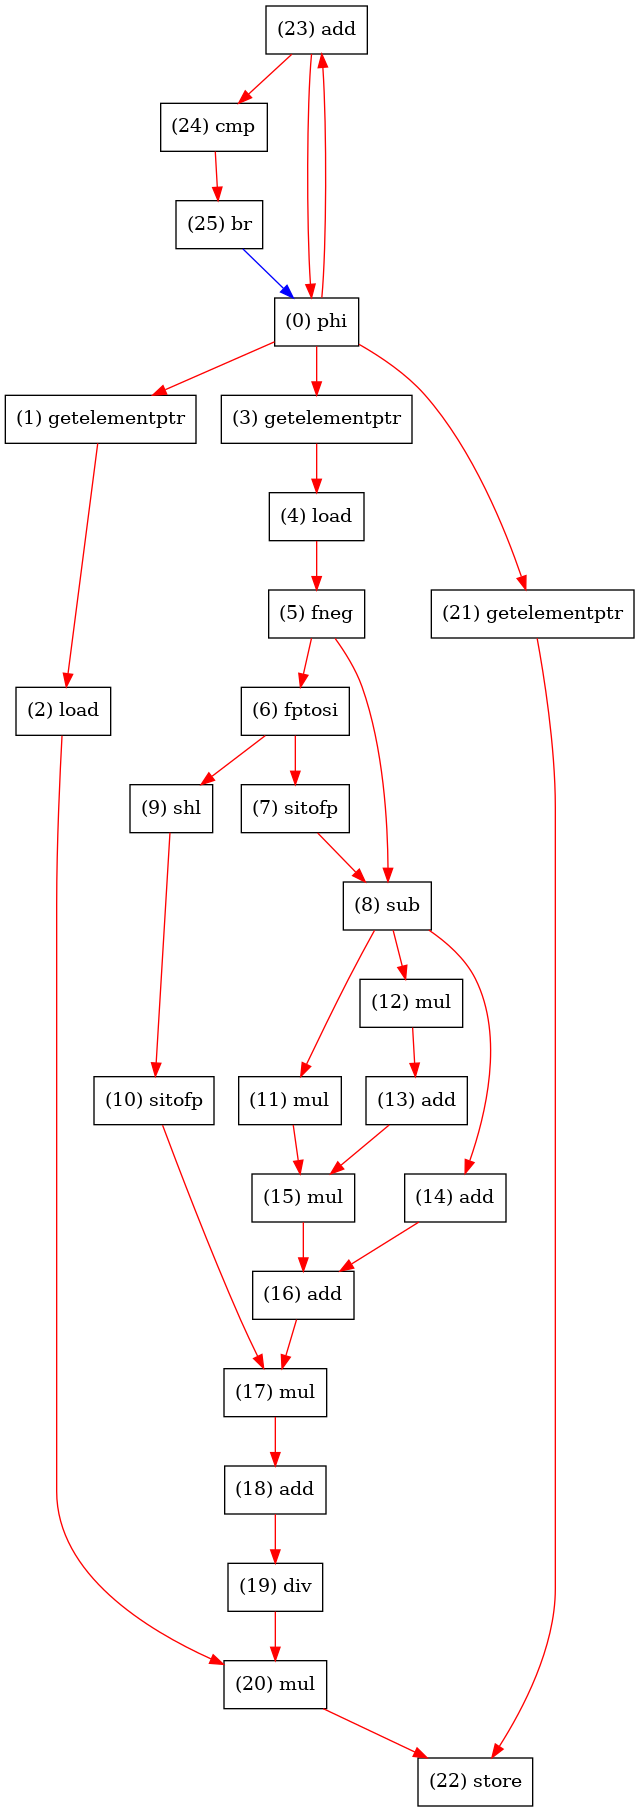 (23) add
(24) cmp
(25) br
(0) phi
(1) getelementptr
(3) getelementptr
(4) load
(5) fneg
(21) getelementptr
(2) load
(6) fptosi
(9) shl
(7) sitofp
(8) sub
(12) mul
(10) sitofp
(11) mul
(13) add
(15) mul
(14) add
(16) add
(17) mul
(18) add
(19) div
(20) mul
(22) store